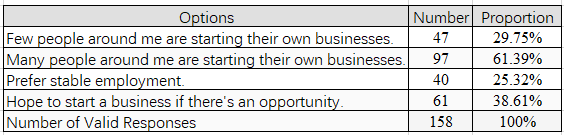 Options Number Proportion
Few people around me are starting their own businesses. 47 29.75%
Many people around me are starting their own businesses. 97 61.39%
Prefer stable employment. 40 25.32%
Hope to start a business if there's an opportunity. 61 38.61%
Number of Valid Responses 158 100%